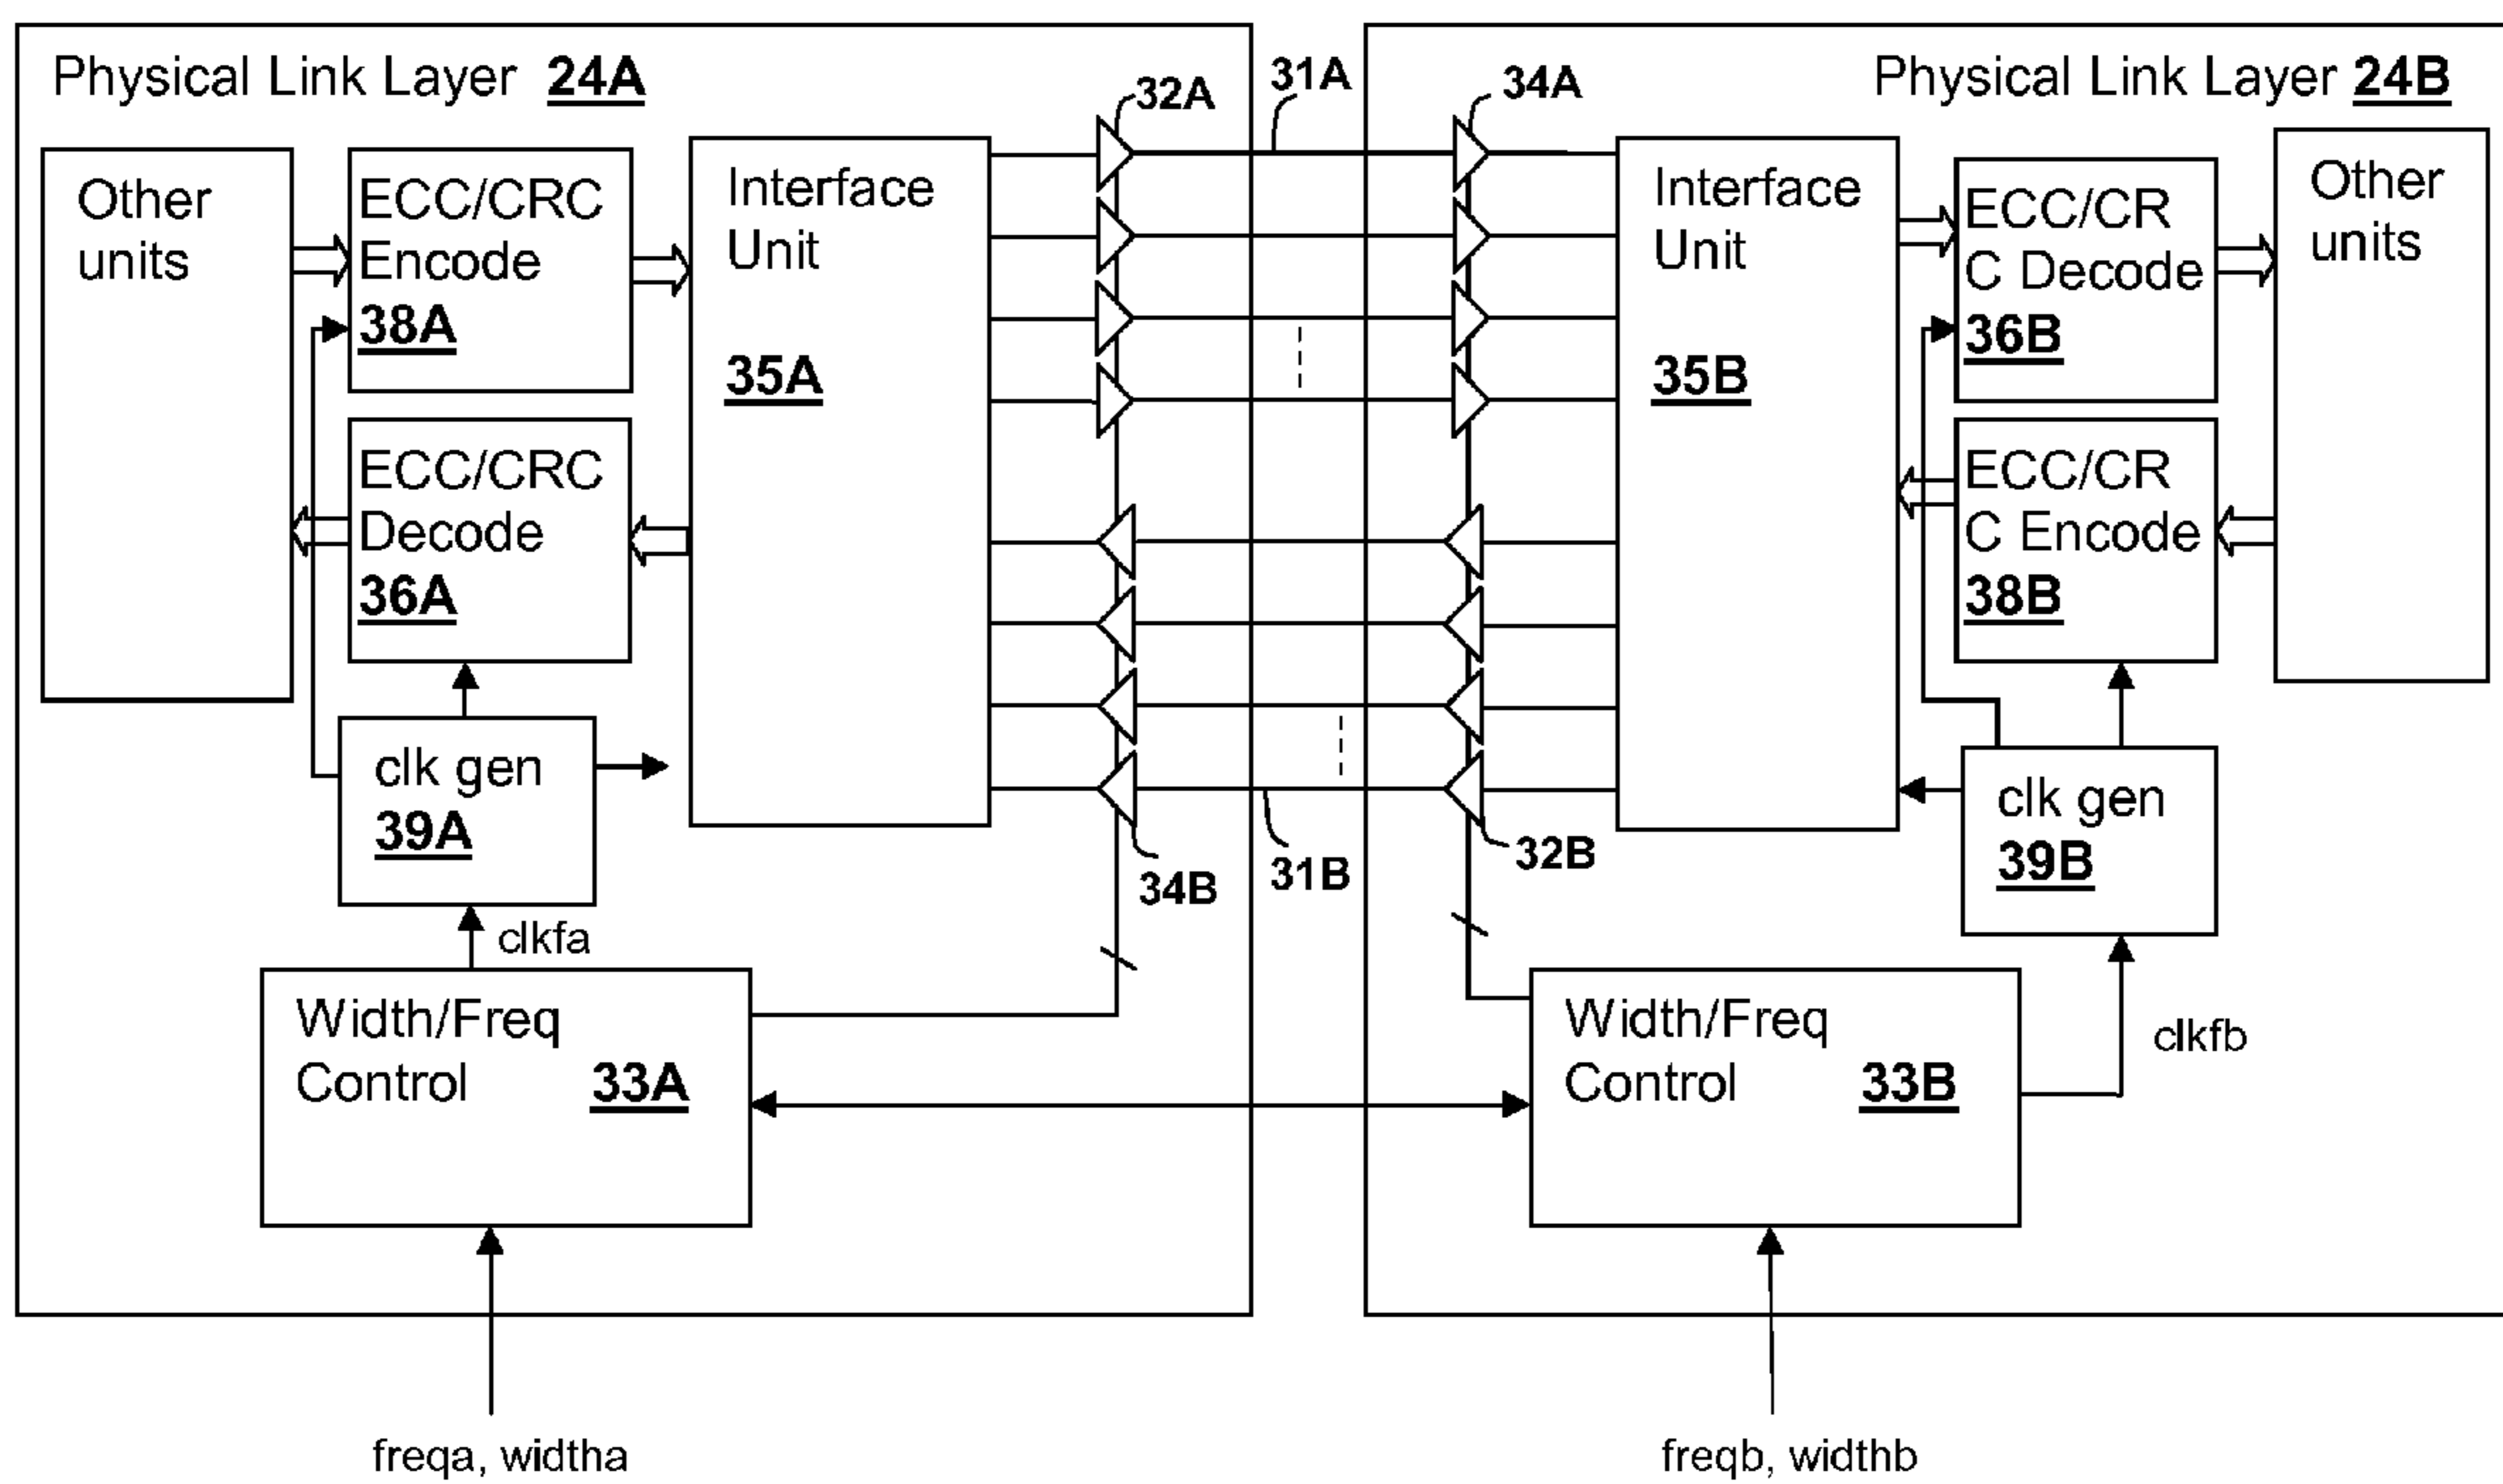 Physical Link Layer 24A
Other
units
ECC/CRC
Encode
38A
ECC/CRC
Decode
36A
clk gen
39A
clkfa
Width/Freq
Control 33A
freqa, widtha
Interface
Unit
35A
32A
31A
34A
34B
31B
32B
Physical Link Layer 24B
Interface
Unit
35B
ECC/CR
C Decode
36B
ECC/CR
C Encode
38B
Other
units
clk gen
39B
clkfb
Width/Freq
Control 33B
freqb, widthb